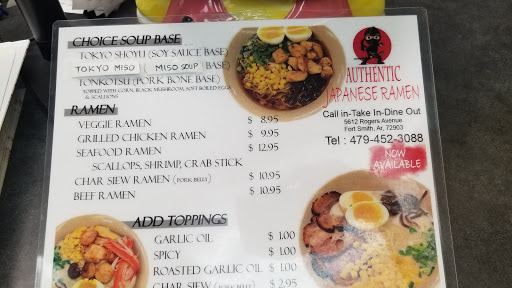 CHOICE SOUP BASE
TOKYO SHOYU (SOY SAUCE BASE)
TOKYO MISO (MISO SOUP BASE)
TONKOTSU (PORK BONE BASE)
TOPPED WITH CORN, BLACK MUSHROOM, SOFT BOILED EGGS
& SCALLIONS
RAMEN
VEGGIE RAMEN $ 8.95
GRILLED CHICKEN RAMEN $ 9.95
SEAFOOD RAMEN $ 12.95
SCALLOPS, SHRIMP, CRAB STICK
CHAR SIEW RAMEN (PORK BELLY) $ 10.95
BEEF RAMEN $ 10.95
ADD TOPPINGS
GARLIC OIL $ 1.00
SPICY $ 1.00
ROASTED GARLIC OIL $ 1.00
CHAR SIEW (PORK BELLY) $ 2.95
AUTHENTIC
JAPANESE RAMEN
Call in-Take In-Dine Out
5612 Rogers Avenue
Fort Smith, Ar, 72903
Tel : 479-452-3088
NOW
AVAILABLE